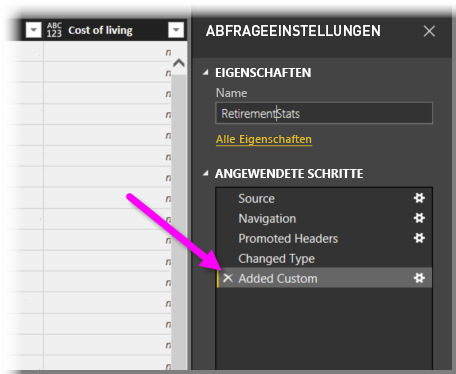 ABC
123 Cost of living
ABFRAGEEINSTELLUNGEN
EIGENSCHAFTEN
Name
RetirementStats
Alle Eigenschaften
ANGEWENDETE SCHRITTE
Source
Navigation
Promoted Headers
Changed Type
Added Custom